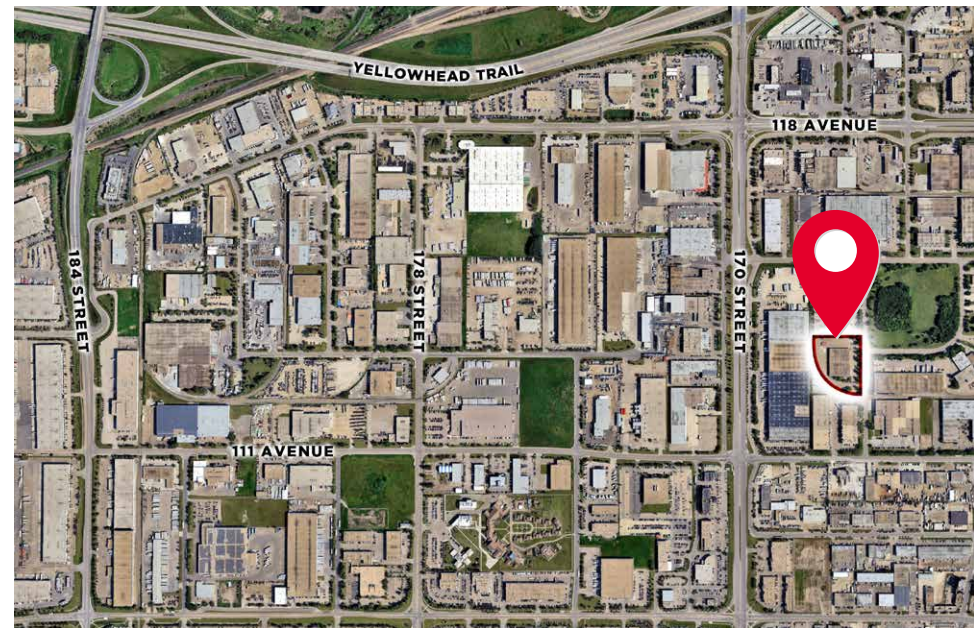 YELLOWHEAD TRAIL
118 AVENUE
184 STREET
178 STREET
170 STREET
111 AVENUE